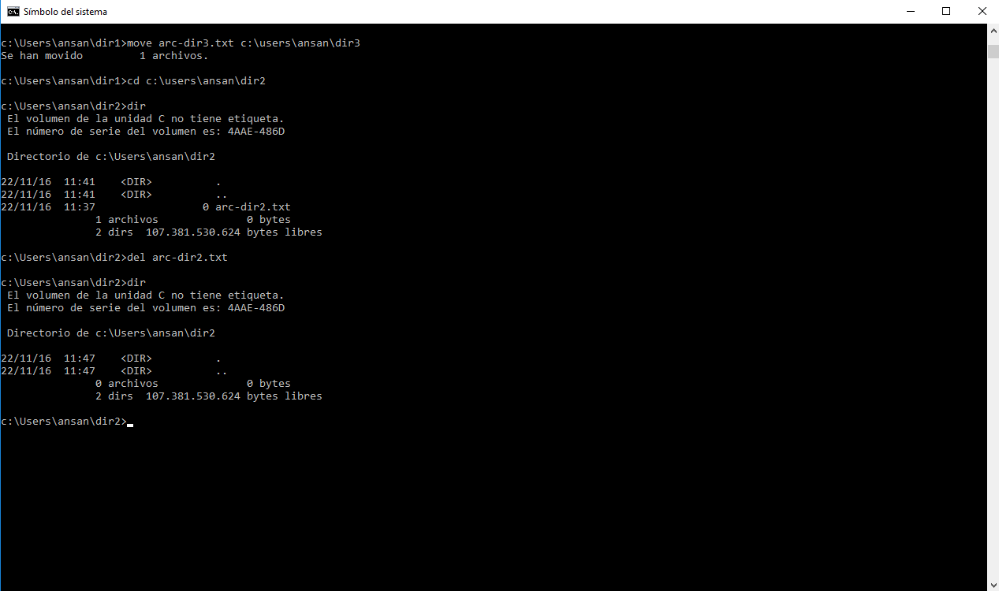 Símbolo del sistema
c:\Users\ansan\dir1>move arc-dir3.txt c:\users\ansan\dir3
Se han movido         1 archivos.
c:\Users\ansan\dir1>cd c:\users\ansan\dir2
c:\Users\ansan\dir2>dir
 El volumen de la unidad C no tiene etiqueta.
 El número de serie del volumen es: 4AAE-486D
 Directorio de c:\Users\ansan\dir2
22/11/16  11:41    <DIR>          .
22/11/16  11:41    <DIR>          ..
22/11/16  11:37                 0 arc-dir2.txt
               1 archivos              0 bytes
               2 dirs  107.381.530.624 bytes libres
c:\Users\ansan\dir2>del arc-dir2.txt
c:\Users\ansan\dir2>dir
 El volumen de la unidad C no tiene etiqueta.
 El número de serie del volumen es: 4AAE-486D
 Directorio de c:\Users\ansan\dir2
22/11/16  11:47    <DIR>          .
22/11/16  11:47    <DIR>          ..
               0 archivos              0 bytes
               2 dirs  107.381.530.624 bytes libres
c:\Users\ansan\dir2>